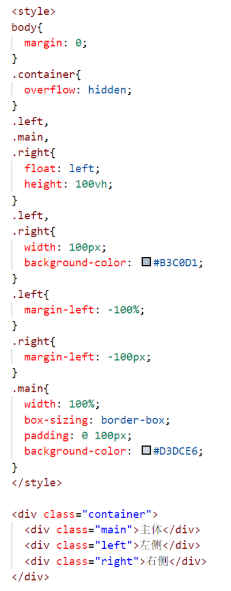 <style>
body{
  margin: 0;
}
.container{
  overflow: hidden;
}
.left,
.main,
.right{
  float: left;
  height: 100vh;
}
.left,
.right{
  width: 100px;
  background-color: #B3C0D1;
}
.left{
  margin-left: -100%;
}
.right{
  margin-left: -100px;
}
.main{
  width: 100%;
  box-sizing: border-box;
  padding: 0 100px;
  background-color: #D3DCE6;
}
</style>

<div class="container">
  <div class="main">主体</div>
  <div class="left">左侧</div>
  <div class="right">右侧</div>
</div>